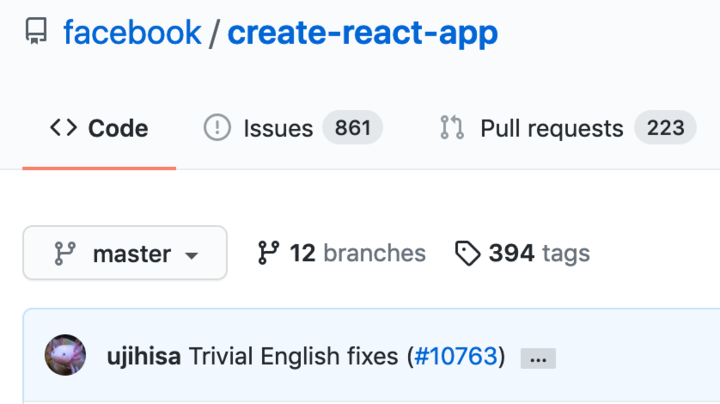 facebook / create-react-app
Code Issues 861 Pull requests 223
master 12 branches 394 tags
ujihisa Trivial English fixes (#10763) ...